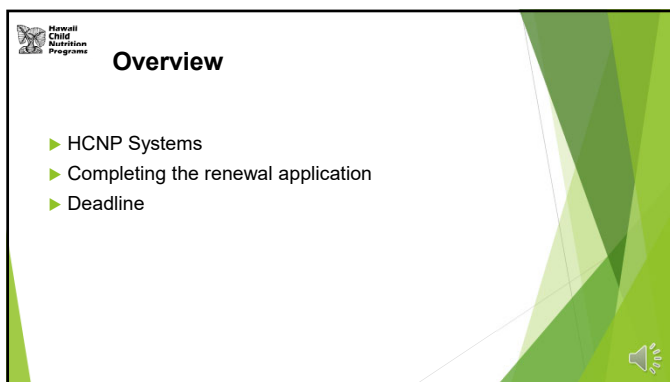 Hawaii
Child
Nutrition
Programs
Overview
HCNP Systems
Completing the renewal application
Deadline